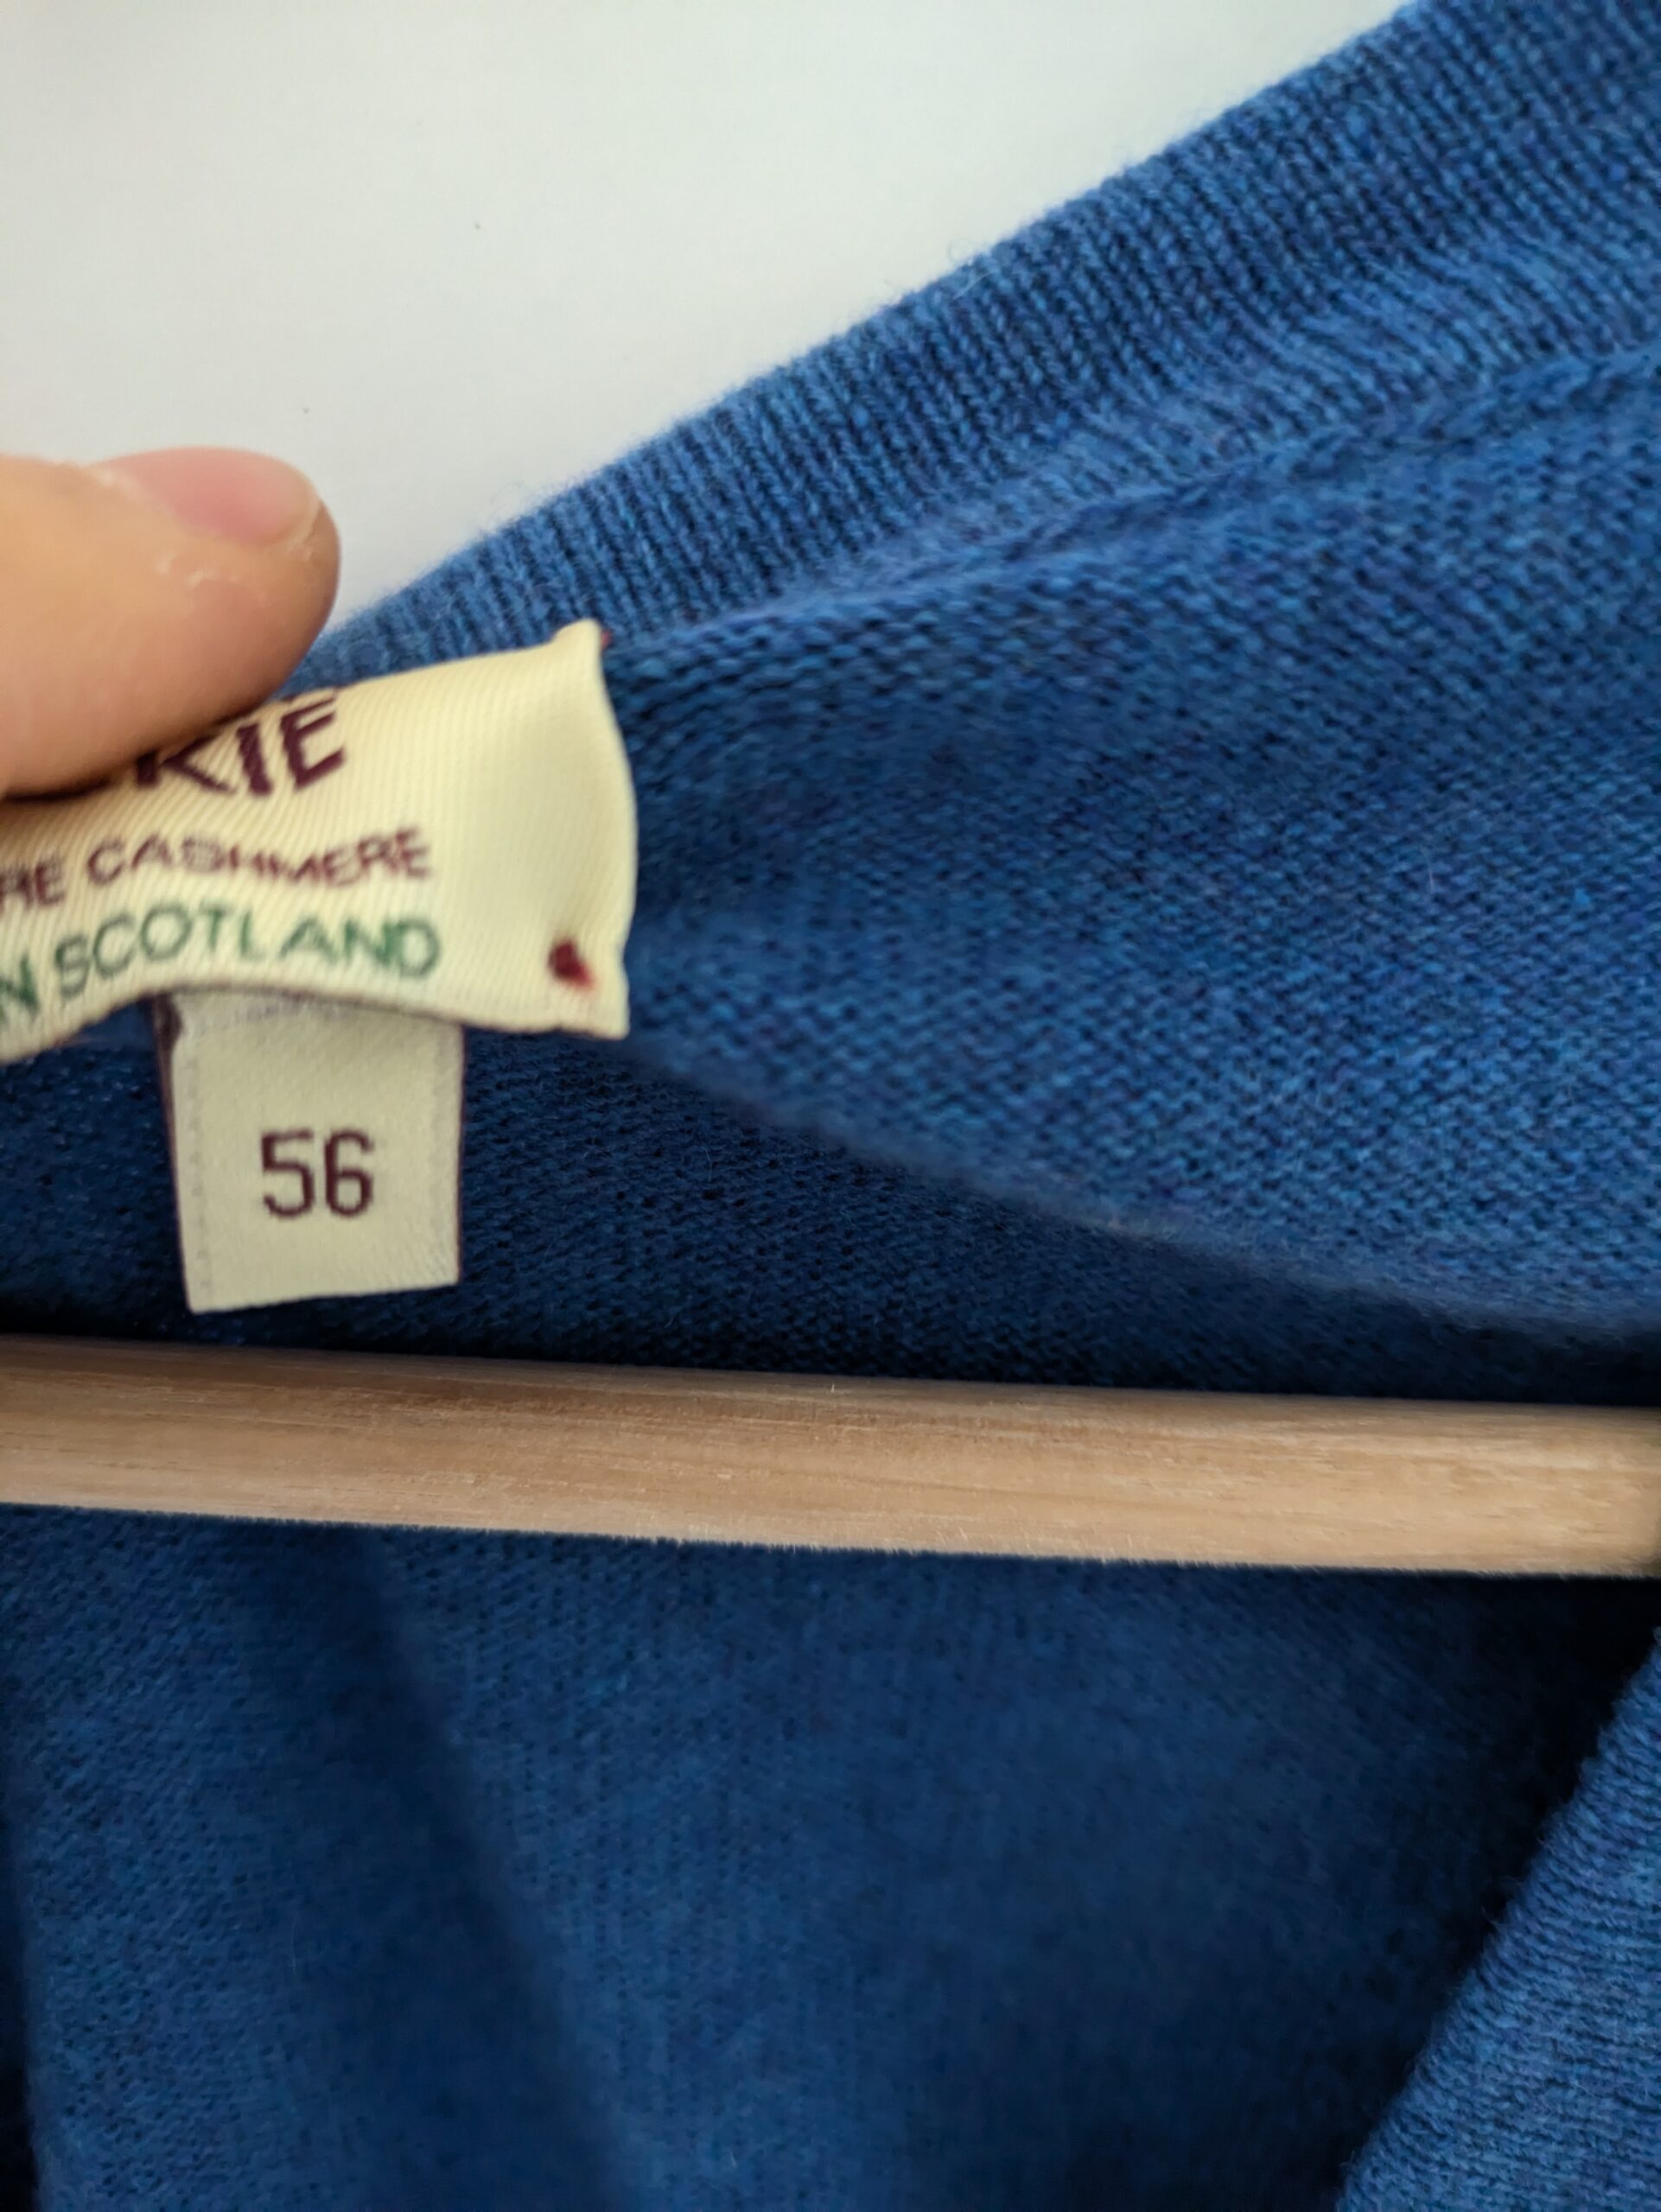 KIE
RE CASHMERE
N SCOTLAND
56